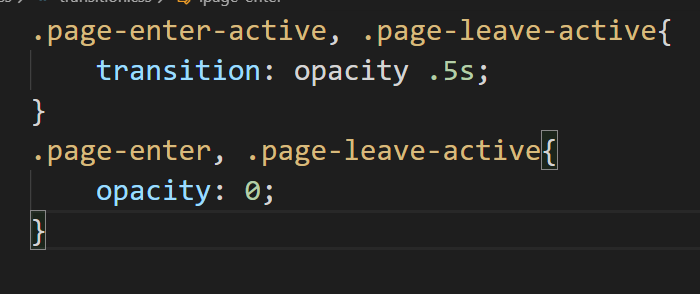 .page-enter-active, .page-leave-active{
    transition: opacity .5s;
}
.page-enter, .page-leave-active{
    opacity: 0;
}